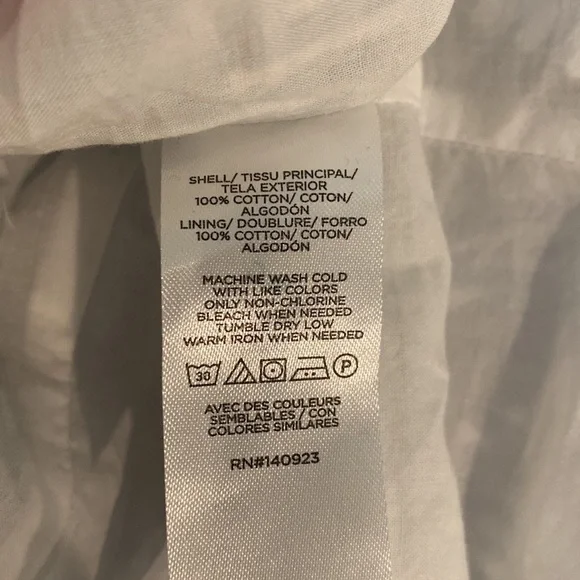 SHELL/ TISSU PRINCIPAL/
TELA EXTERIOR
100% COTTON/ COTON/
ALGODÓN
LINING/ DOUBLURE/ FORRO
100% COTTON/ COTON/
ALGODÓN
MACHINE WASH COLD
WITH LIKE COLORS
ONLY NON-CHLORINE
BLEACH WHEN NEEDED
TUMBLE DRY LOW
WARM IRON WHEN NEEDED
30 P
AVEC DES COULEURS
SEMBLABLES / CON
COLORES SIMILARES
RN#140923